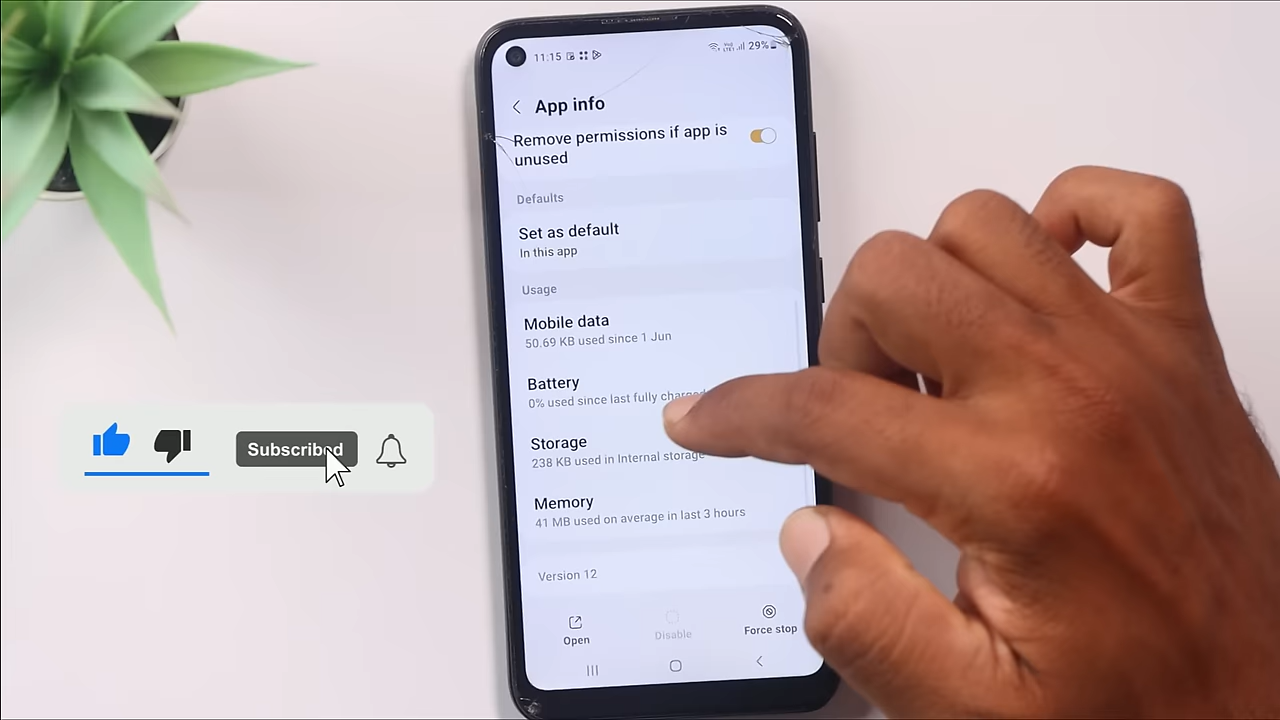 11:15
29%
App info
Remove permissions if app is
unused
Defaults
Set as default
In this app
Usage
Mobile data
50.69 KB used since 1 Jun
Battery
0% used since last fully charged
Storage
238 KB used in Internal storage
Subscribed
Memory
41 MB used on average in last 3 hours
Version 12
Open
Disable
Force stop